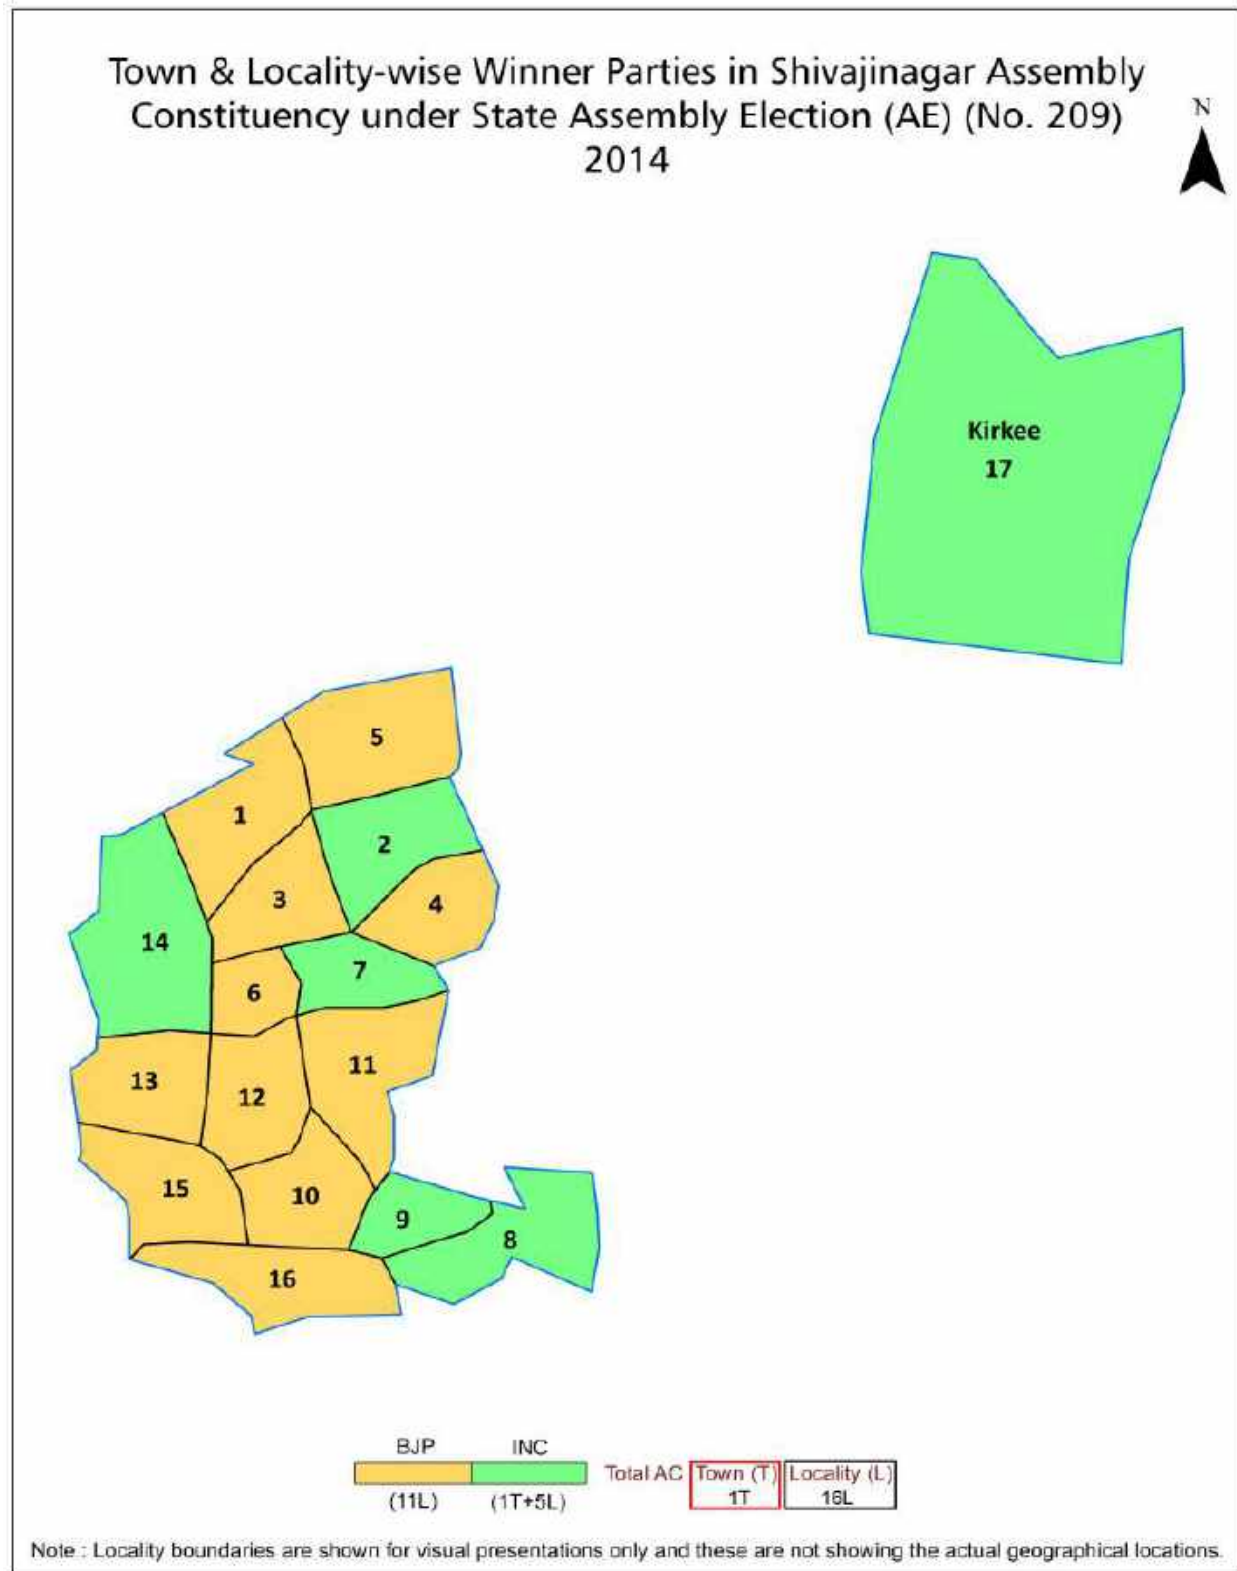 Town & Locality-wise Winner Parties in Shivajinagar Assembly
Constituency under State Assembly Election (AE) (No. 209)
2014
N
Kirkee
17
5
1
2
3
4
14
7
6
11
13
12
15
10
9
8
16
BJP INC
Total AC Town (T) Locality (L)
(11L) (1T+5L) 1T 16L
Note : Locality boundaries are shown for visual presentations only and these are not showing the actual geographical locations.